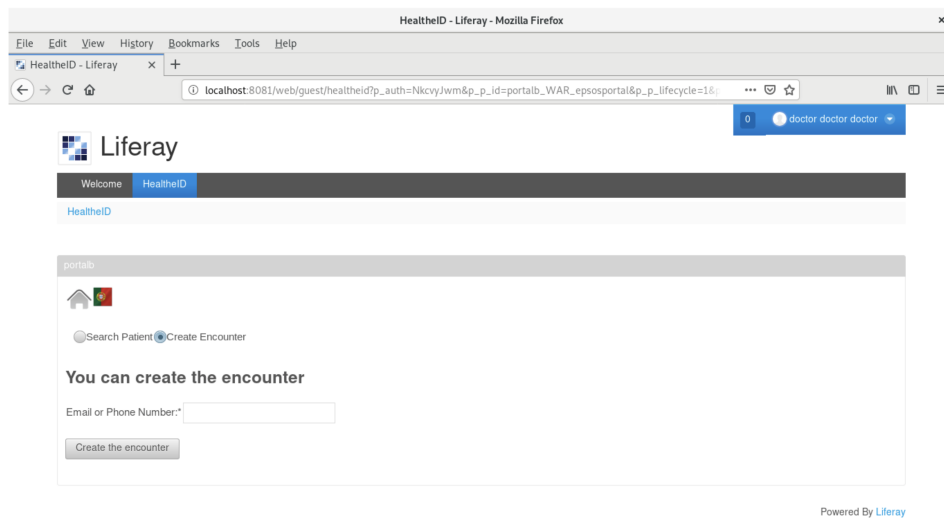 HealtheID - Liferay - Mozilla Firefox
File Edit View History Bookmarks Tools Help
HealtheID - Liferay
localhost:8081/web/guest/healtheid?p_auth=NkcvyJwm&p_p_id=portalb_WAR_epsosportal&p_p_lifecycle=1&p
0 doctor doctor doctor
Liferay
Welcome HealtheID
HealtheID
portalb
Search Patient Create Encounter
You can create the encounter
Email or Phone Number:*
Create the encounter
Powered By Liferay